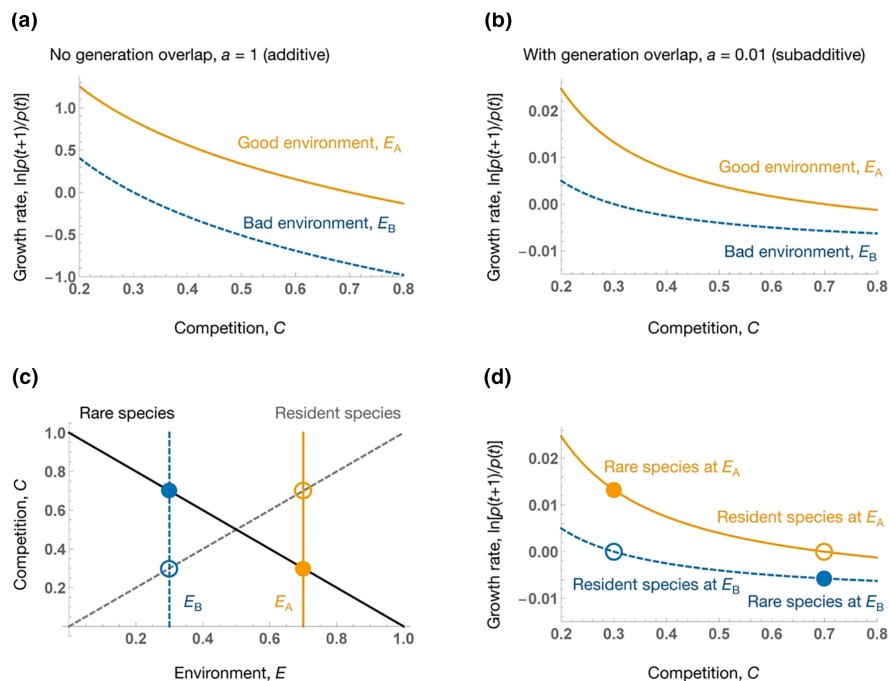 (a)
No generation overlap, a = 1 (additive)
Growth rate, ln[p(t+1)/p(t)]
1.0
0.5
0.0
−0.5
−1.0
Good environment, EA
Bad environment, EB
0.2 0.3 0.4 0.5 0.6 0.7 0.8
Competition, C
(b)
With generation overlap, a = 0.01 (subadditive)
Growth rate, ln[p(t+1)/p(t)]
0.02
0.01
0.00
−0.01
Good environment, EA
Bad environment, EB
0.2 0.3 0.4 0.5 0.6 0.7 0.8
Competition, C
(c)
Rare species
Resident species
Competition, C
1.0
0.8
0.6
0.4
0.2
EB
EA
0.2 0.4 0.6 0.8 1.0
Environment, E
(d)
Growth rate, ln[p(t+1)/p(t)]
0.02
0.01
0.00
−0.01
Rare species at EA
Resident species at EA
Resident species at EB
Rare species at EB
0.2 0.3 0.4 0.5 0.6 0.7 0.8
Competition, C